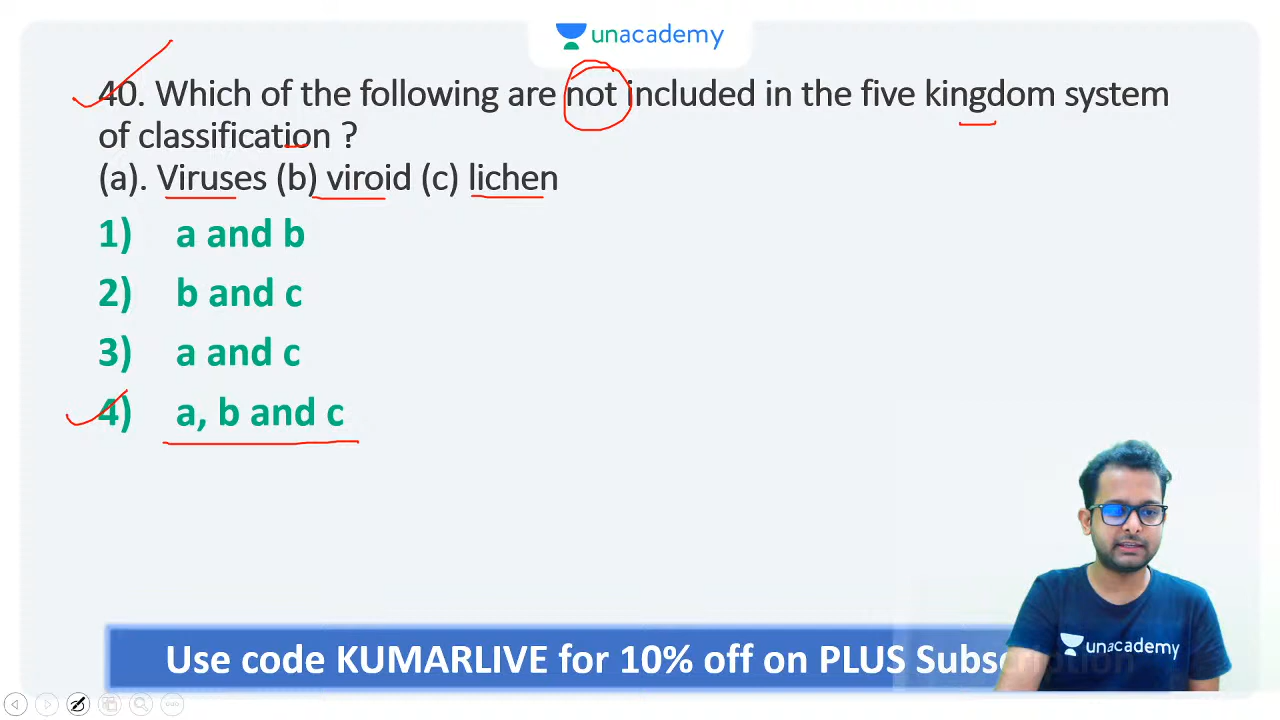 unacademy
40. Which of the following are not included in the five kingdom system
of classification ?
(a). Viruses (b) viroid (c) lichen
1) a and b
2) b and c
3) a and c
4) a, b and c
Use code KUMARLIVE for 10% off on PLUS Subscription
unacademy